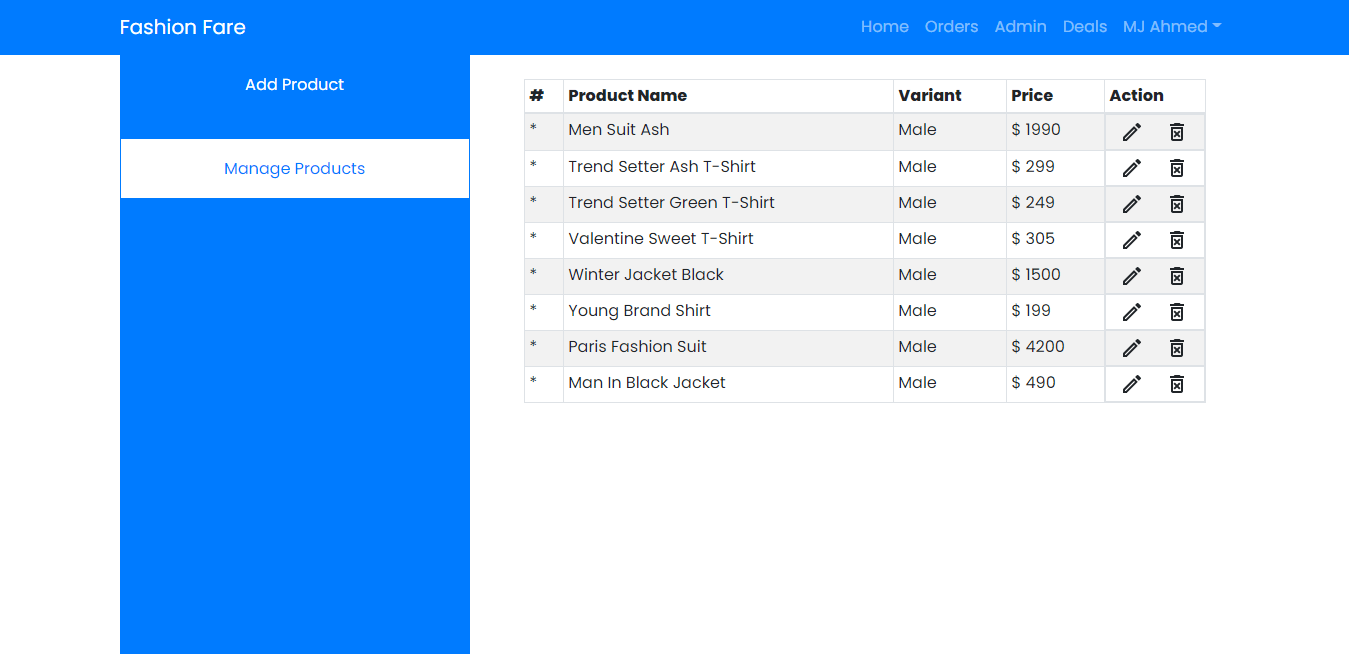 Fashion Fare
Home Orders Admin Deals MJ Ahmed
Add Product
Manage Products
# Product Name Variant Price Action
* Men Suit Ash Male $ 1990
* Trend Setter Ash T-Shirt Male $ 299
* Trend Setter Green T-Shirt Male $ 249
* Valentine Sweet T-Shirt Male $ 305
* Winter Jacket Black Male $ 1500
* Young Brand Shirt Male $ 199
* Paris Fashion Suit Male $ 4200
* Man In Black Jacket Male $ 490